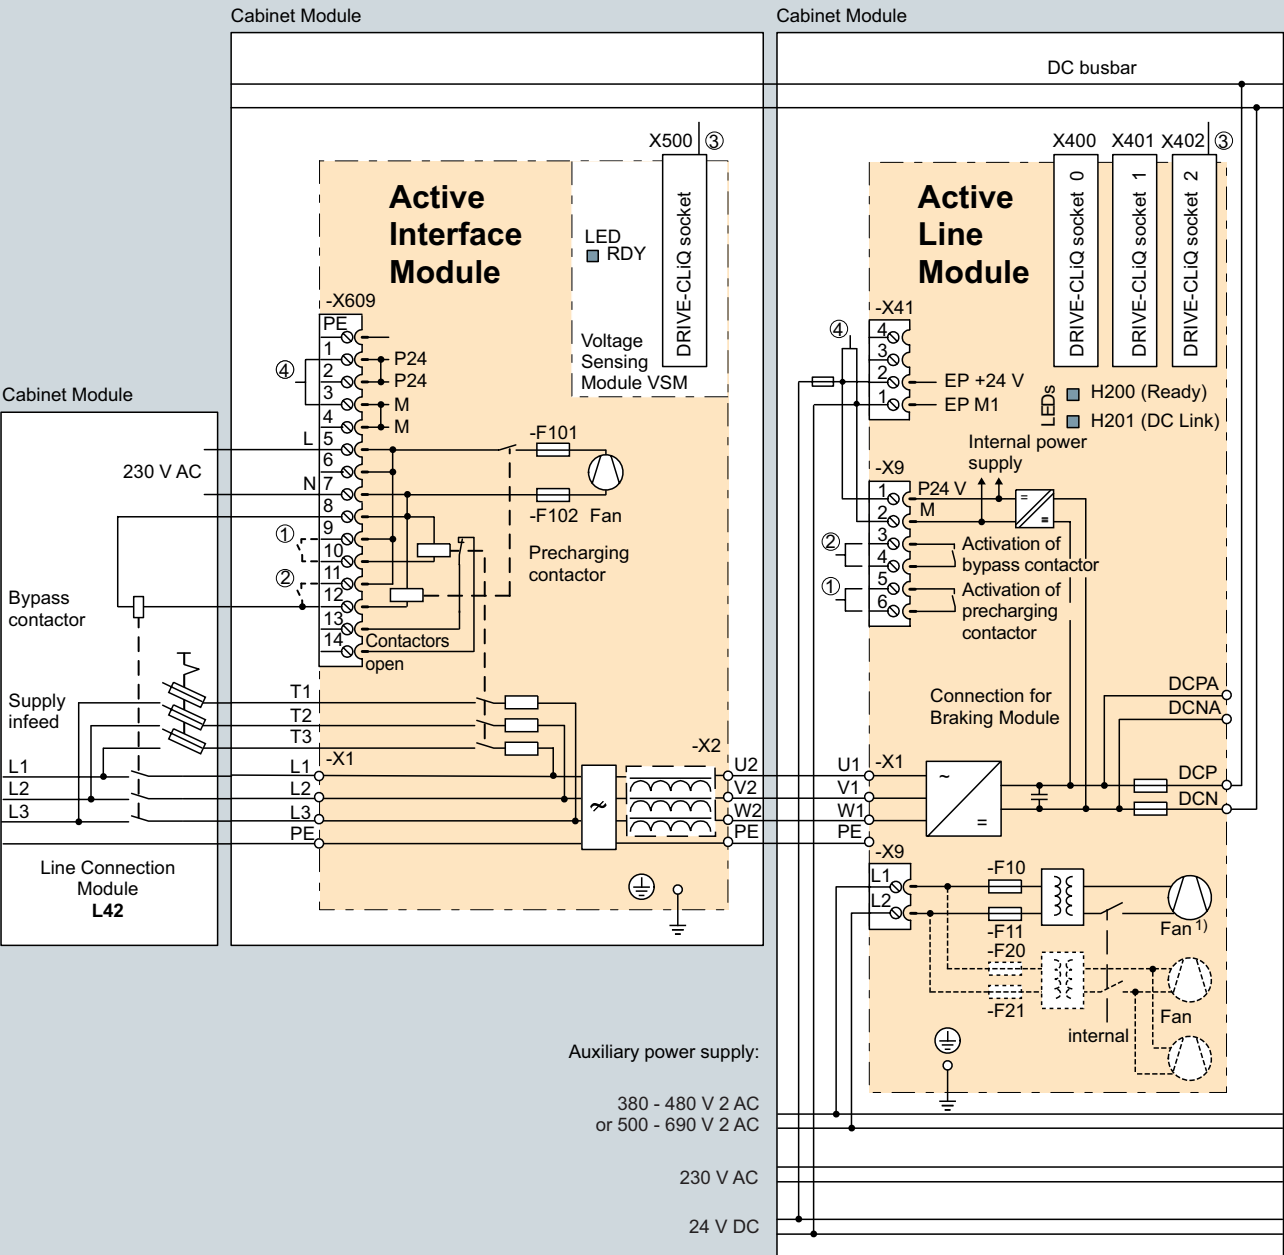 Cabinet Module
Cabinet Module
DC busbar
X500
③
X400
X401
X402
③
Active
Interface
Module
LED
RDY
DRIVE-CLiQ socket
Voltage
Sensing
Module VSM
Active
Line
Module
DRIVE-CLiQ socket 0
DRIVE-CLiQ socket 1
DRIVE-CLiQ socket 2
-X609
PE
1
2
3
4
5
6
7
8
9
10
11
12
13
14
④
P24
P24
M
M
L
230 V AC
N
①
②
-F101
-F102
Fan
Precharging
contactor
Contactors
open
-X41
④
4
3
2
1
EP +24 V
EP M1
LEDs
H200 (Ready)
H201 (DC Link)
Internal power
supply
-X9
1
2
3
4
5
6
P24 V
M
②
①
Activation of
bypass contactor
Activation of
precharging
contactor
Cabinet Module
Bypass
contactor
Supply
infeed
L1
L2
L3
Line Connection
Module
L42
T1
T2
T3
-X1
L1
L2
L3
PE
≁
-X2
U2
V2
W2
PE
U1
V1
W1
PE
-X1
~
=
Connection for
Braking Module
DCPA
DCNA
DCP
DCN
-X9
L1
L2
-F10
-F11
-F20
-F21
Fan 1)
Fan
internal
Auxiliary power supply:
380 - 480 V 2 AC
or 500 - 690 V 2 AC
230 V AC
24 V DC